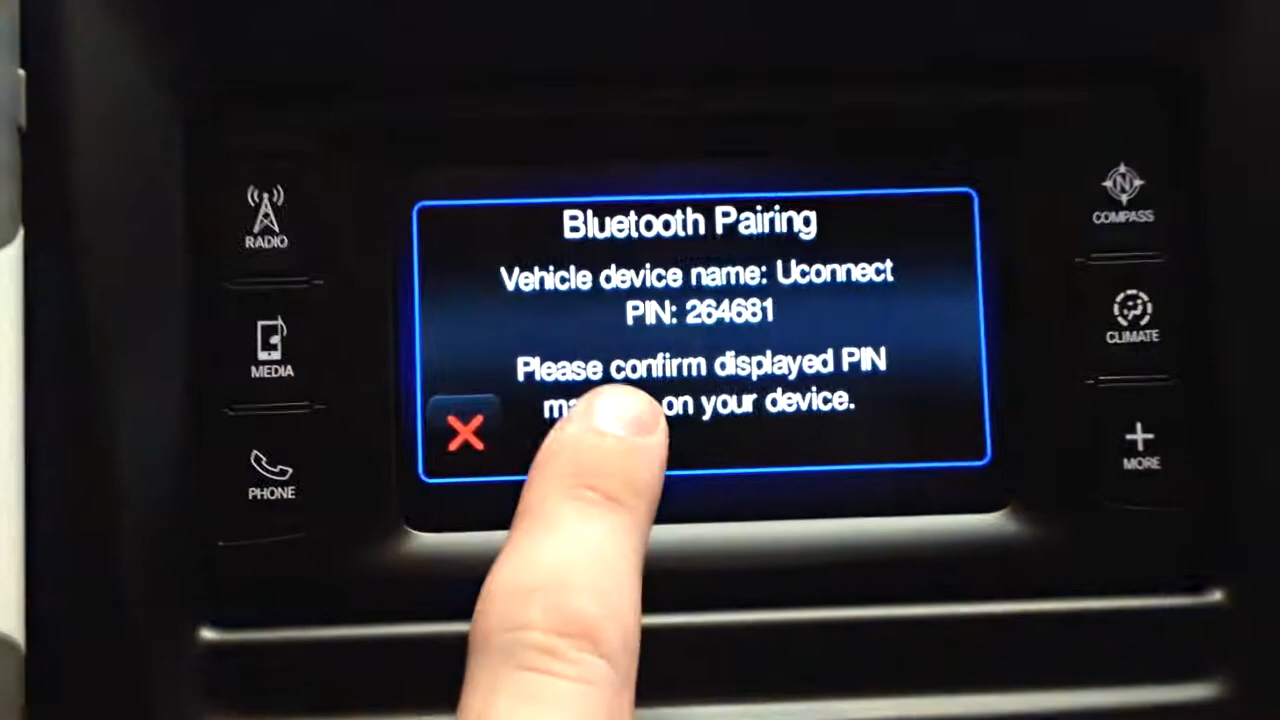 RADIO
MEDIA
PHONE
Bluetooth Pairing
Vehicle device name: Uconnect
PIN: 264681
Please confirm displayed PIN
on your device.
N
COMPASS
CLIMATE
MORE